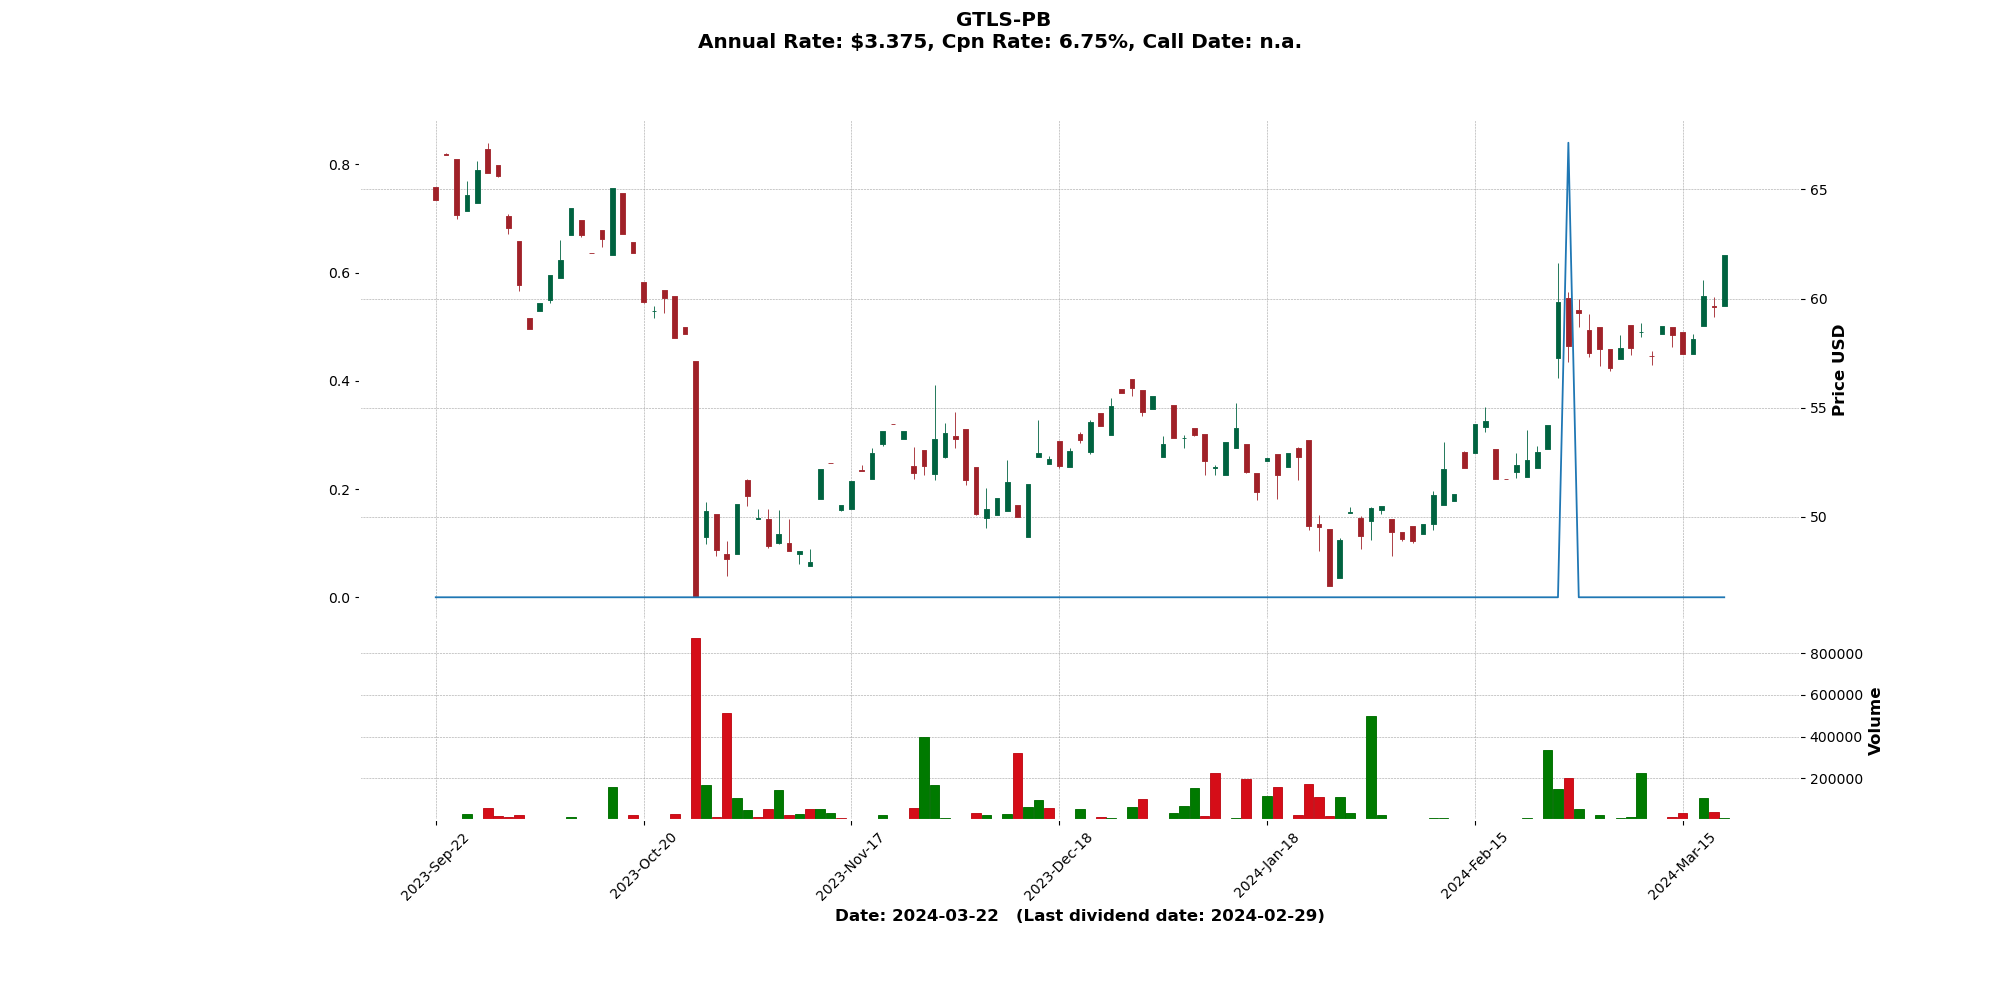 GTLS-PB
Annual Rate: $3.375, Cpn Rate: 6.75%, Call Date: n.a.
0.8
0.6
0.4
0.2
0.0
65
60
55
50
Price USD
800000
600000
400000
200000
Volume
2023-Sep-22
2023-Oct-20
2023-Nov-17
2023-Dec-18
2024-Jan-18
2024-Feb-15
2024-Mar-15
Date: 2024-03-22 (Last dividend date: 2024-02-29)